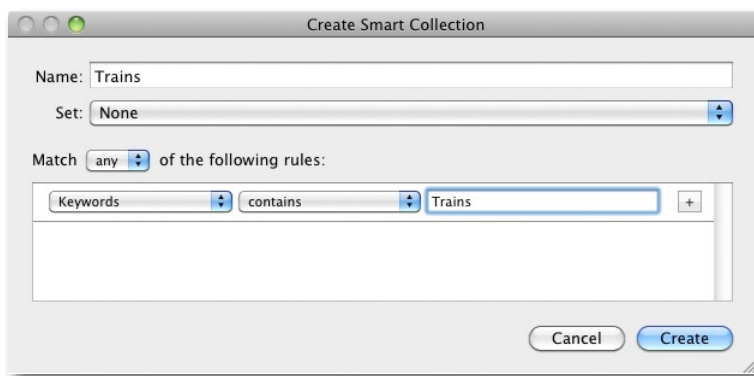 Create Smart Collection
Name: Trains
Set: None
Match any of the following rules:
Keywords contains Trains +
Cancel Create